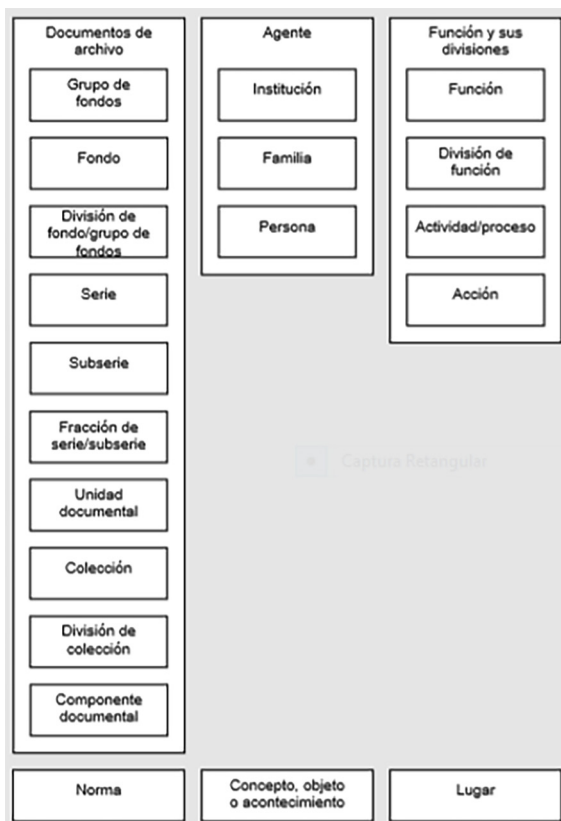 Documentos de
archivo
Grupo de
fondos
Fondo
División de
fondo/grupo de
fondos
Serie
Subserie
Fracción de
serie/subserie
Unidad
documental
Colección
División de
colección
Componente
documental
Agente
Institución
Familia
Persona
Función y sus
divisiones
Función
División de
función
Actividad/proceso
Acción
Captura Retangular
Norma
Concepto, objeto
o acontecimiento
Lugar